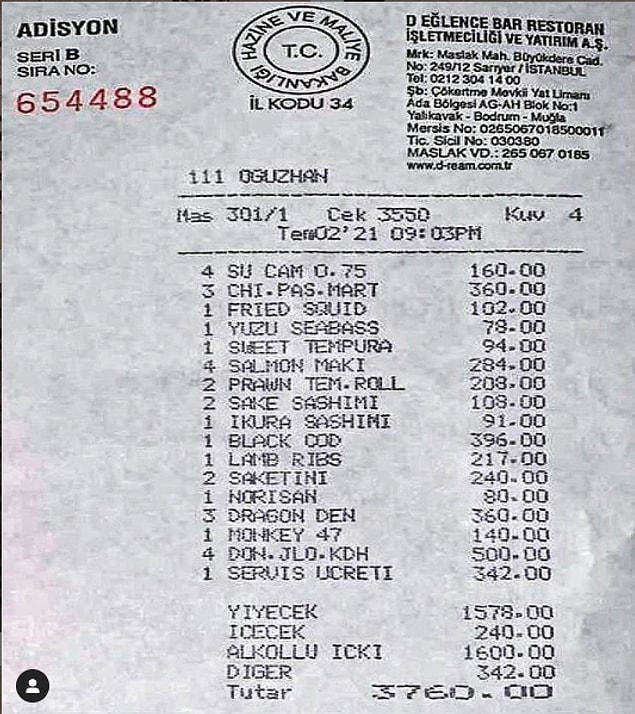 ADİSYON
SERİ B
SIRA NO:
654488
T.C.
HAZİNE VE MALİYE BAKANLIĞI
İL KODU 34
D EĞLENCE BAR RESTORAN
İŞLETMECİLİĞİ VE YATIRIM A.Ş.
Mrk: Maslak Mah. Büyükdere Cad.
No: 249/12 Sarıyer / İSTANBUL
Tel: 0212 304 14 00
Şb: Çökertme Mevkii Yat Limanı
Ada Bölgesi AG-AH Blok No:1
Yalıkavak - Bodrum - Muğla
Mersis No: 0265067018500011
Tic. Sicil No: 030380
MASLAK VD.: 265 067 0185
www.d-ream.com.tr
111 OGUZHAN
Mas 301/1 Cek 3550 Kuv 4
Tem02'21 09:03PM
4 SU CAM 0.75 160.00
3 CHI.PAS.MART 360.00
1 FRIED SQUID 102.00
1 YUZU SEABASS 78.00
1 SWEET TEMPURA 94.00
4 SALMON MAKI 284.00
2 PRAWN TEM.ROLL 208.00
2 SAKE SASHIMI 108.00
1 IKURA SASHIMI 91.00
1 BLACK COD 396.00
1 LAMB RIBS 217.00
2 SAKETINI 240.00
1 NORISAN 80.00
3 DRAGON DEN 360.00
1 MONKEY 47 140.00
4 DON.JLO.KDH 500.00
1 SERVIS UCRETI 342.00
YIYECEK 1578.00
ICECEK 240.00
ALKOLLU ICKI 1600.00
DIGER 342.00
Tutar 3760.00